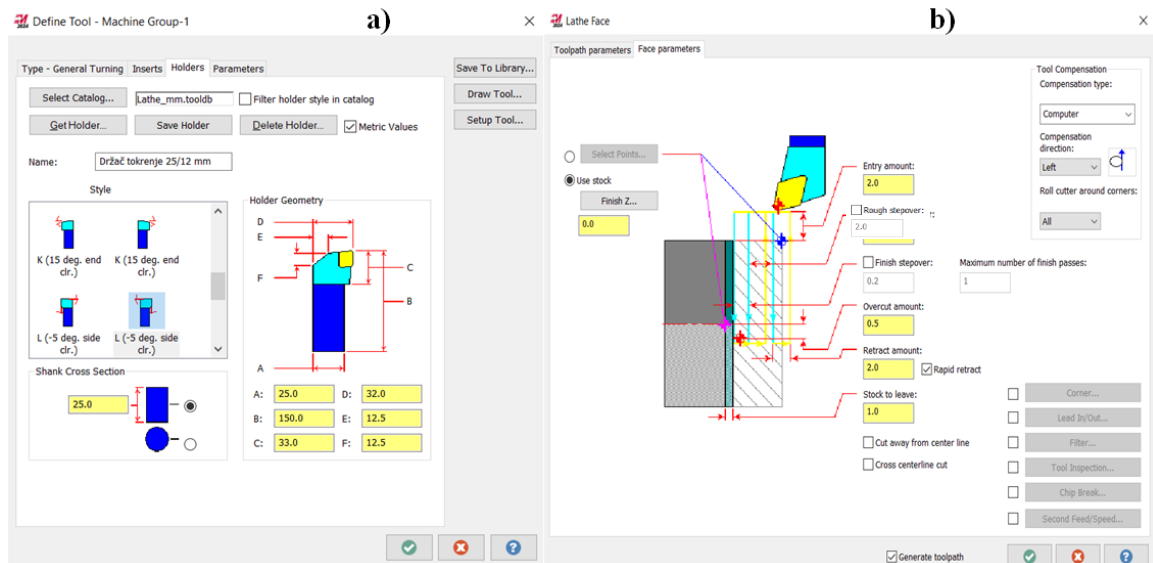 Define Tool - Machine Group-1
a)
Type - General Turning Inserts Holders Parameters
Select Catalog... Lathe_mm.tooldb Filter holder style in catalog
Get Holder... Save Holder Delete Holder... Metric Values
Name: Držač tokrenje 25/12 mm
Style
K (15 deg. end clr.)
K (15 deg. end clr.)
L (-5 deg. side clr.)
L (-5 deg. side clr.)
Shank Cross Section
25.0
Holder Geometry
D
E
F
C
B
A
A: 25.0 D: 32.0
B: 150.0 E: 12.5
C: 33.0 F: 12.5
Save To Library...
Draw Tool...
Setup Tool...
Lathe Face
b)
Toolpath parameters Face parameters
Select Points...
Use stock
Finish Z...
0.0
Entry amount:
2.0
Rough stepover:
2.0
Finish stepover:
0.2
Maximum number of finish passes:
1
Overcut amount:
0.5
Retract amount:
2.0 Rapid retract
Stock to leave:
1.0
Cut away from center line
Cross centerline cut
Tool Compensation
Compensation type:
Computer
Compensation
direction:
Left
Roll cutter around corners:
All
Corner...
Lead In/Out...
Filter...
Tool Inspection...
Chip Break...
Second Feed/Speed...
Generate toolpath